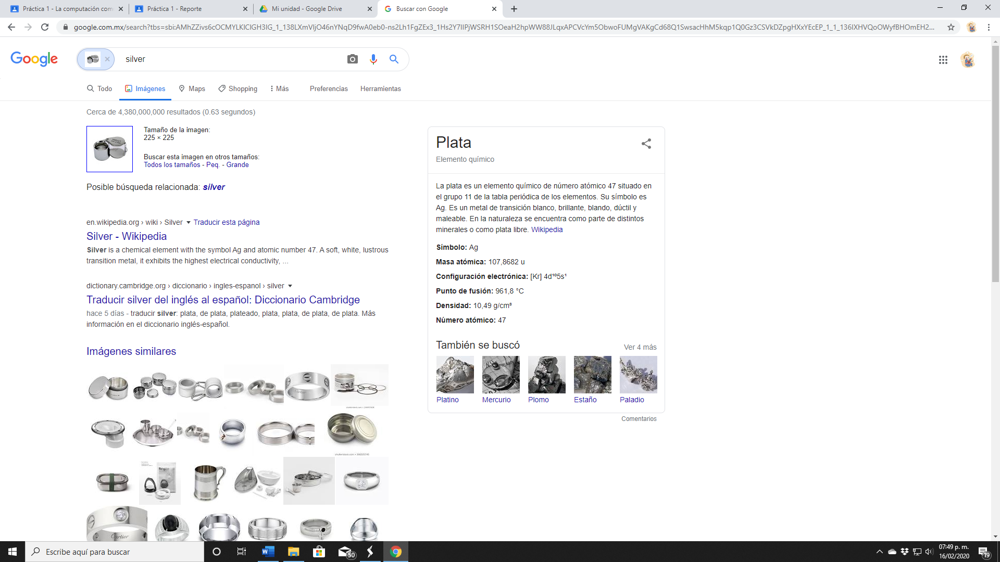 Práctica 1 - La computación com
Práctica 1 - Reporte
Mi unidad - Google Drive
Buscar con Google
google.com.mx/search?tbs=sbi:
Google
silver
Todo
Imágenes
Maps
Shopping
Más
Preferencias
Herramientas
Cerca de 4,380,000,000 resultados (0.63 segundos)
Tamaño de la imagen:
225 × 225
Buscar esta imagen en otros tamaños:
Todos los tamaños - Peq. - Grande
Posible búsqueda relacionada: silver
en.wikipedia.org › wiki › Silver Traducir esta página
Silver - Wikipedia
Silver is a chemical element with the symbol Ag and atomic number 47. A soft, white, lustrous
transition metal, it exhibits the highest electrical conductivity, ...
dictionary.cambridge.org › diccionario › ingles-espanol › silver
Traducir silver del inglés al español: Diccionario Cambridge
hace 5 días - traducir silver: plata, de plata, plateado, plata, plata, de plata, de plata. Más
información en el diccionario inglés-español.
Imágenes similares
Cartier
Cartier
Plata
Elemento químico
La plata es un elemento químico de número atómico 47 situado en
el grupo 11 de la tabla periódica de los elementos. Su símbolo es
Ag. Es un metal de transición blanco, brillante, blando, dúctil y
maleable. En la naturaleza se encuentra como parte de distintos
minerales o como plata libre. Wikipedia
Símbolo: Ag
Masa atómica: 107,8682 u
Configuración electrónica: [Kr] 4d¹⁰5s¹
Punto de fusión: 961,8 °C
Densidad: 10,49 g/cm³
Número atómico: 47
También se buscó
Ver 4 más
Platino
Mercurio
Plomo
Estaño
Paladio
Comentarios
Escribe aquí para buscar
50
07:49 p. m.
16/02/2020
19